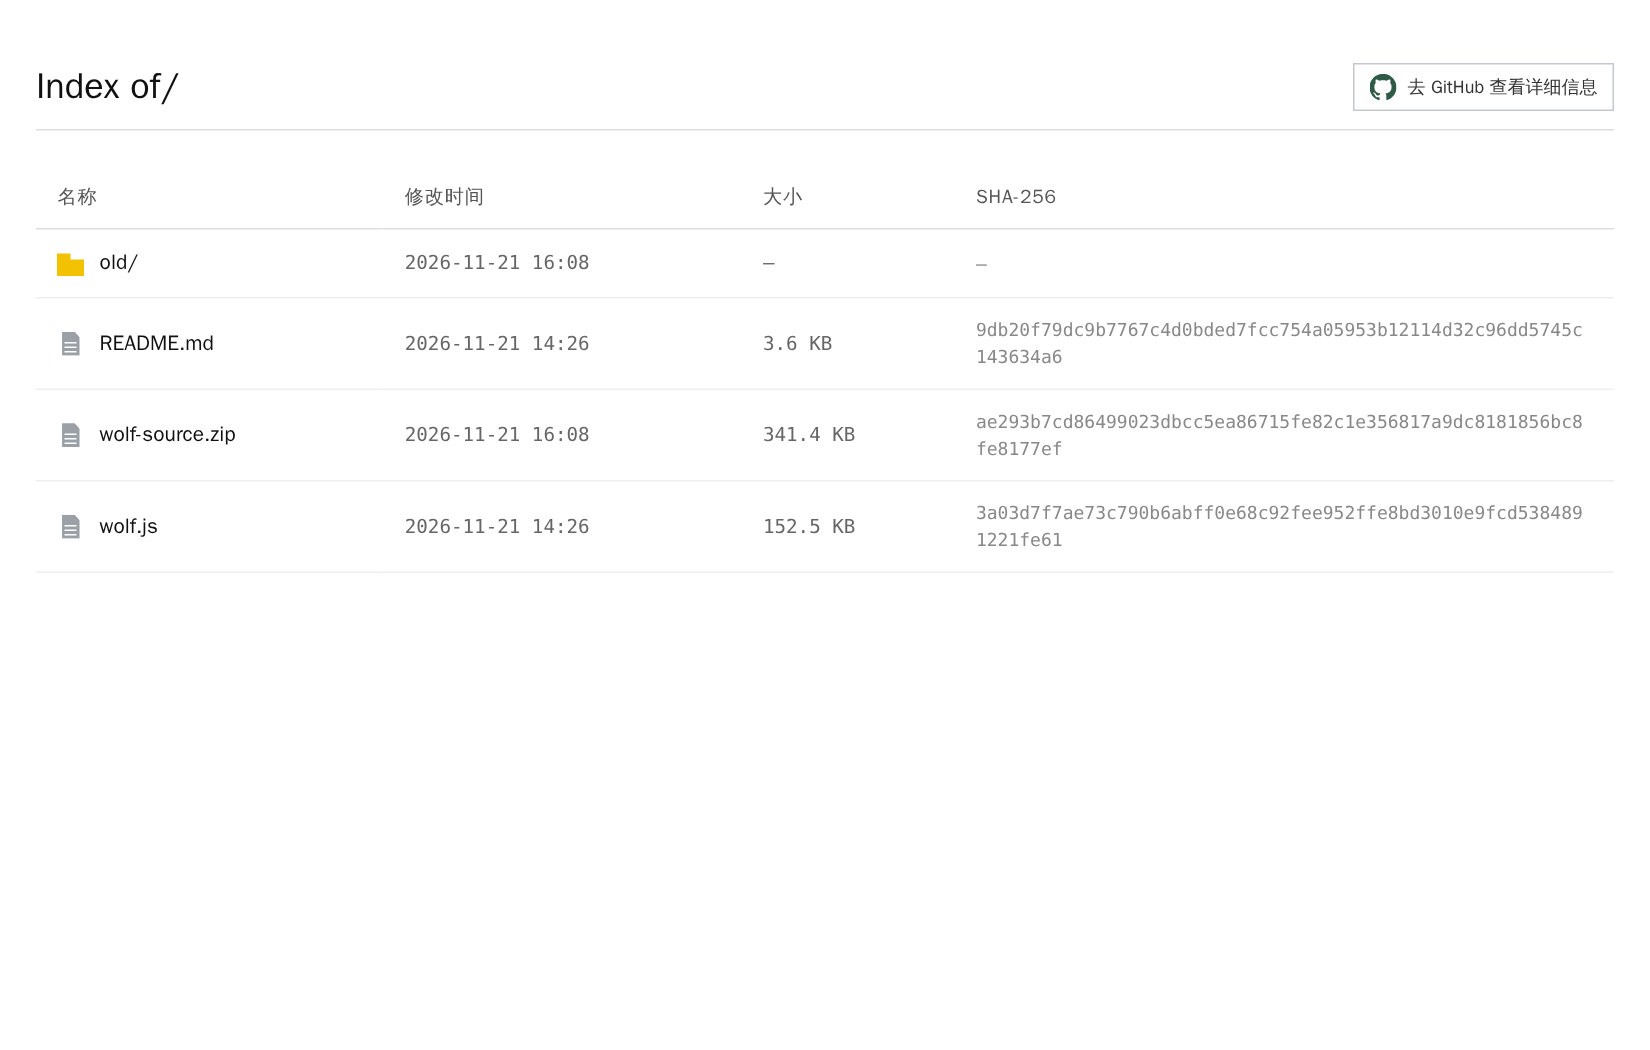 Index of/
去 GitHub 查看详细信息
名称 修改时间 大小 SHA-256
old/ 2026-11-21 16:08 — —
README.md 2026-11-21 14:26 3.6 KB 9db20f79dc9b7767c4d0bded7fcc754a05953b12114d32c96dd5745c
143634a6
wolf-source.zip 2026-11-21 16:08 341.4 KB ae293b7cd86499023dbcc5ea86715fe82c1e356817a9dc8181856bc8
fe8177ef
wolf.js 2026-11-21 14:26 152.5 KB 3a03d7f7ae73c790b6abff0e68c92fee952ffe8bd3010e9fcd538489
1221fe61